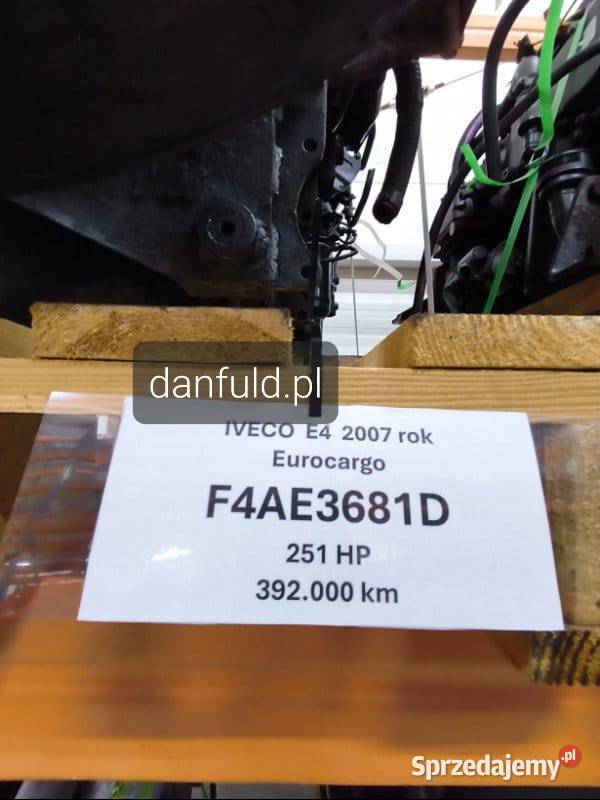 danfuld.pl
IVECO E4 2007 rok
Eurocargo
F4AE3681D
251 HP
392.000 km
Sprzedajemy.pl